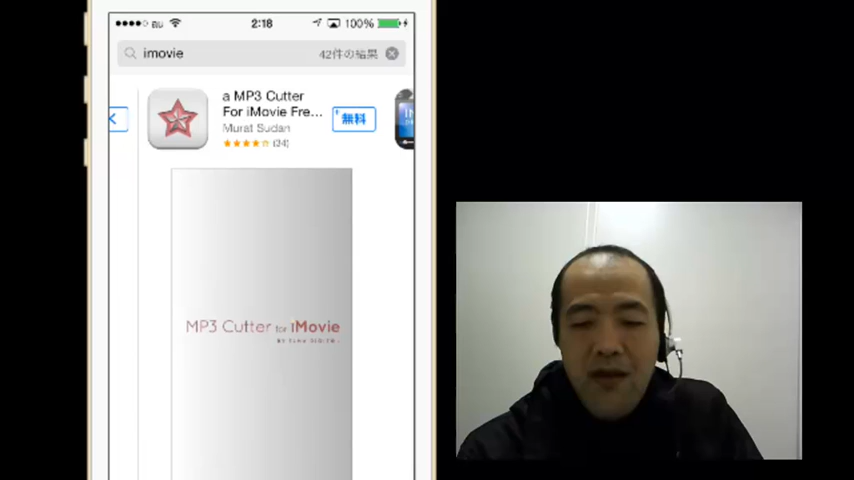 au 2:18 100%
imovie 42件の結果
a MP3 Cutter
For iMovie Fre...
Murat Sudan
無料
(34)
MP3 Cutter for iMovie